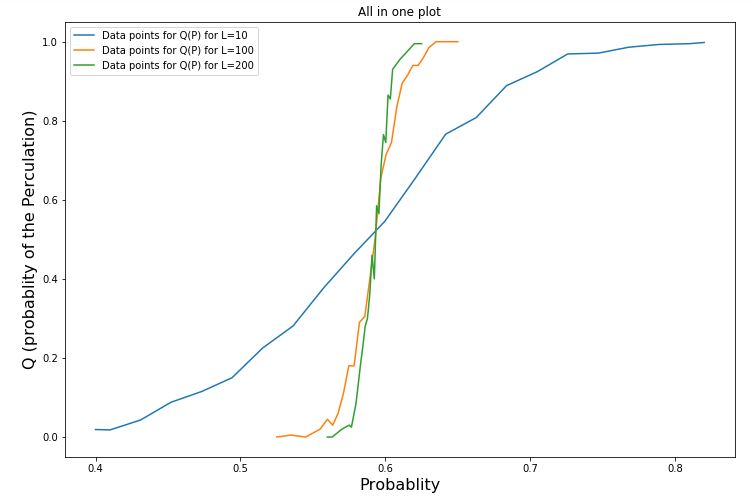 All in one plot
Data points for Q(P) for L=10
Data points for Q(P) for L=100
Data points for Q(P) for L=200
Q (probablity of the Perculation)
1.0
0.8
0.6
0.4
0.2
0.0
0.4 0.5 0.6 0.7 0.8
Probablity